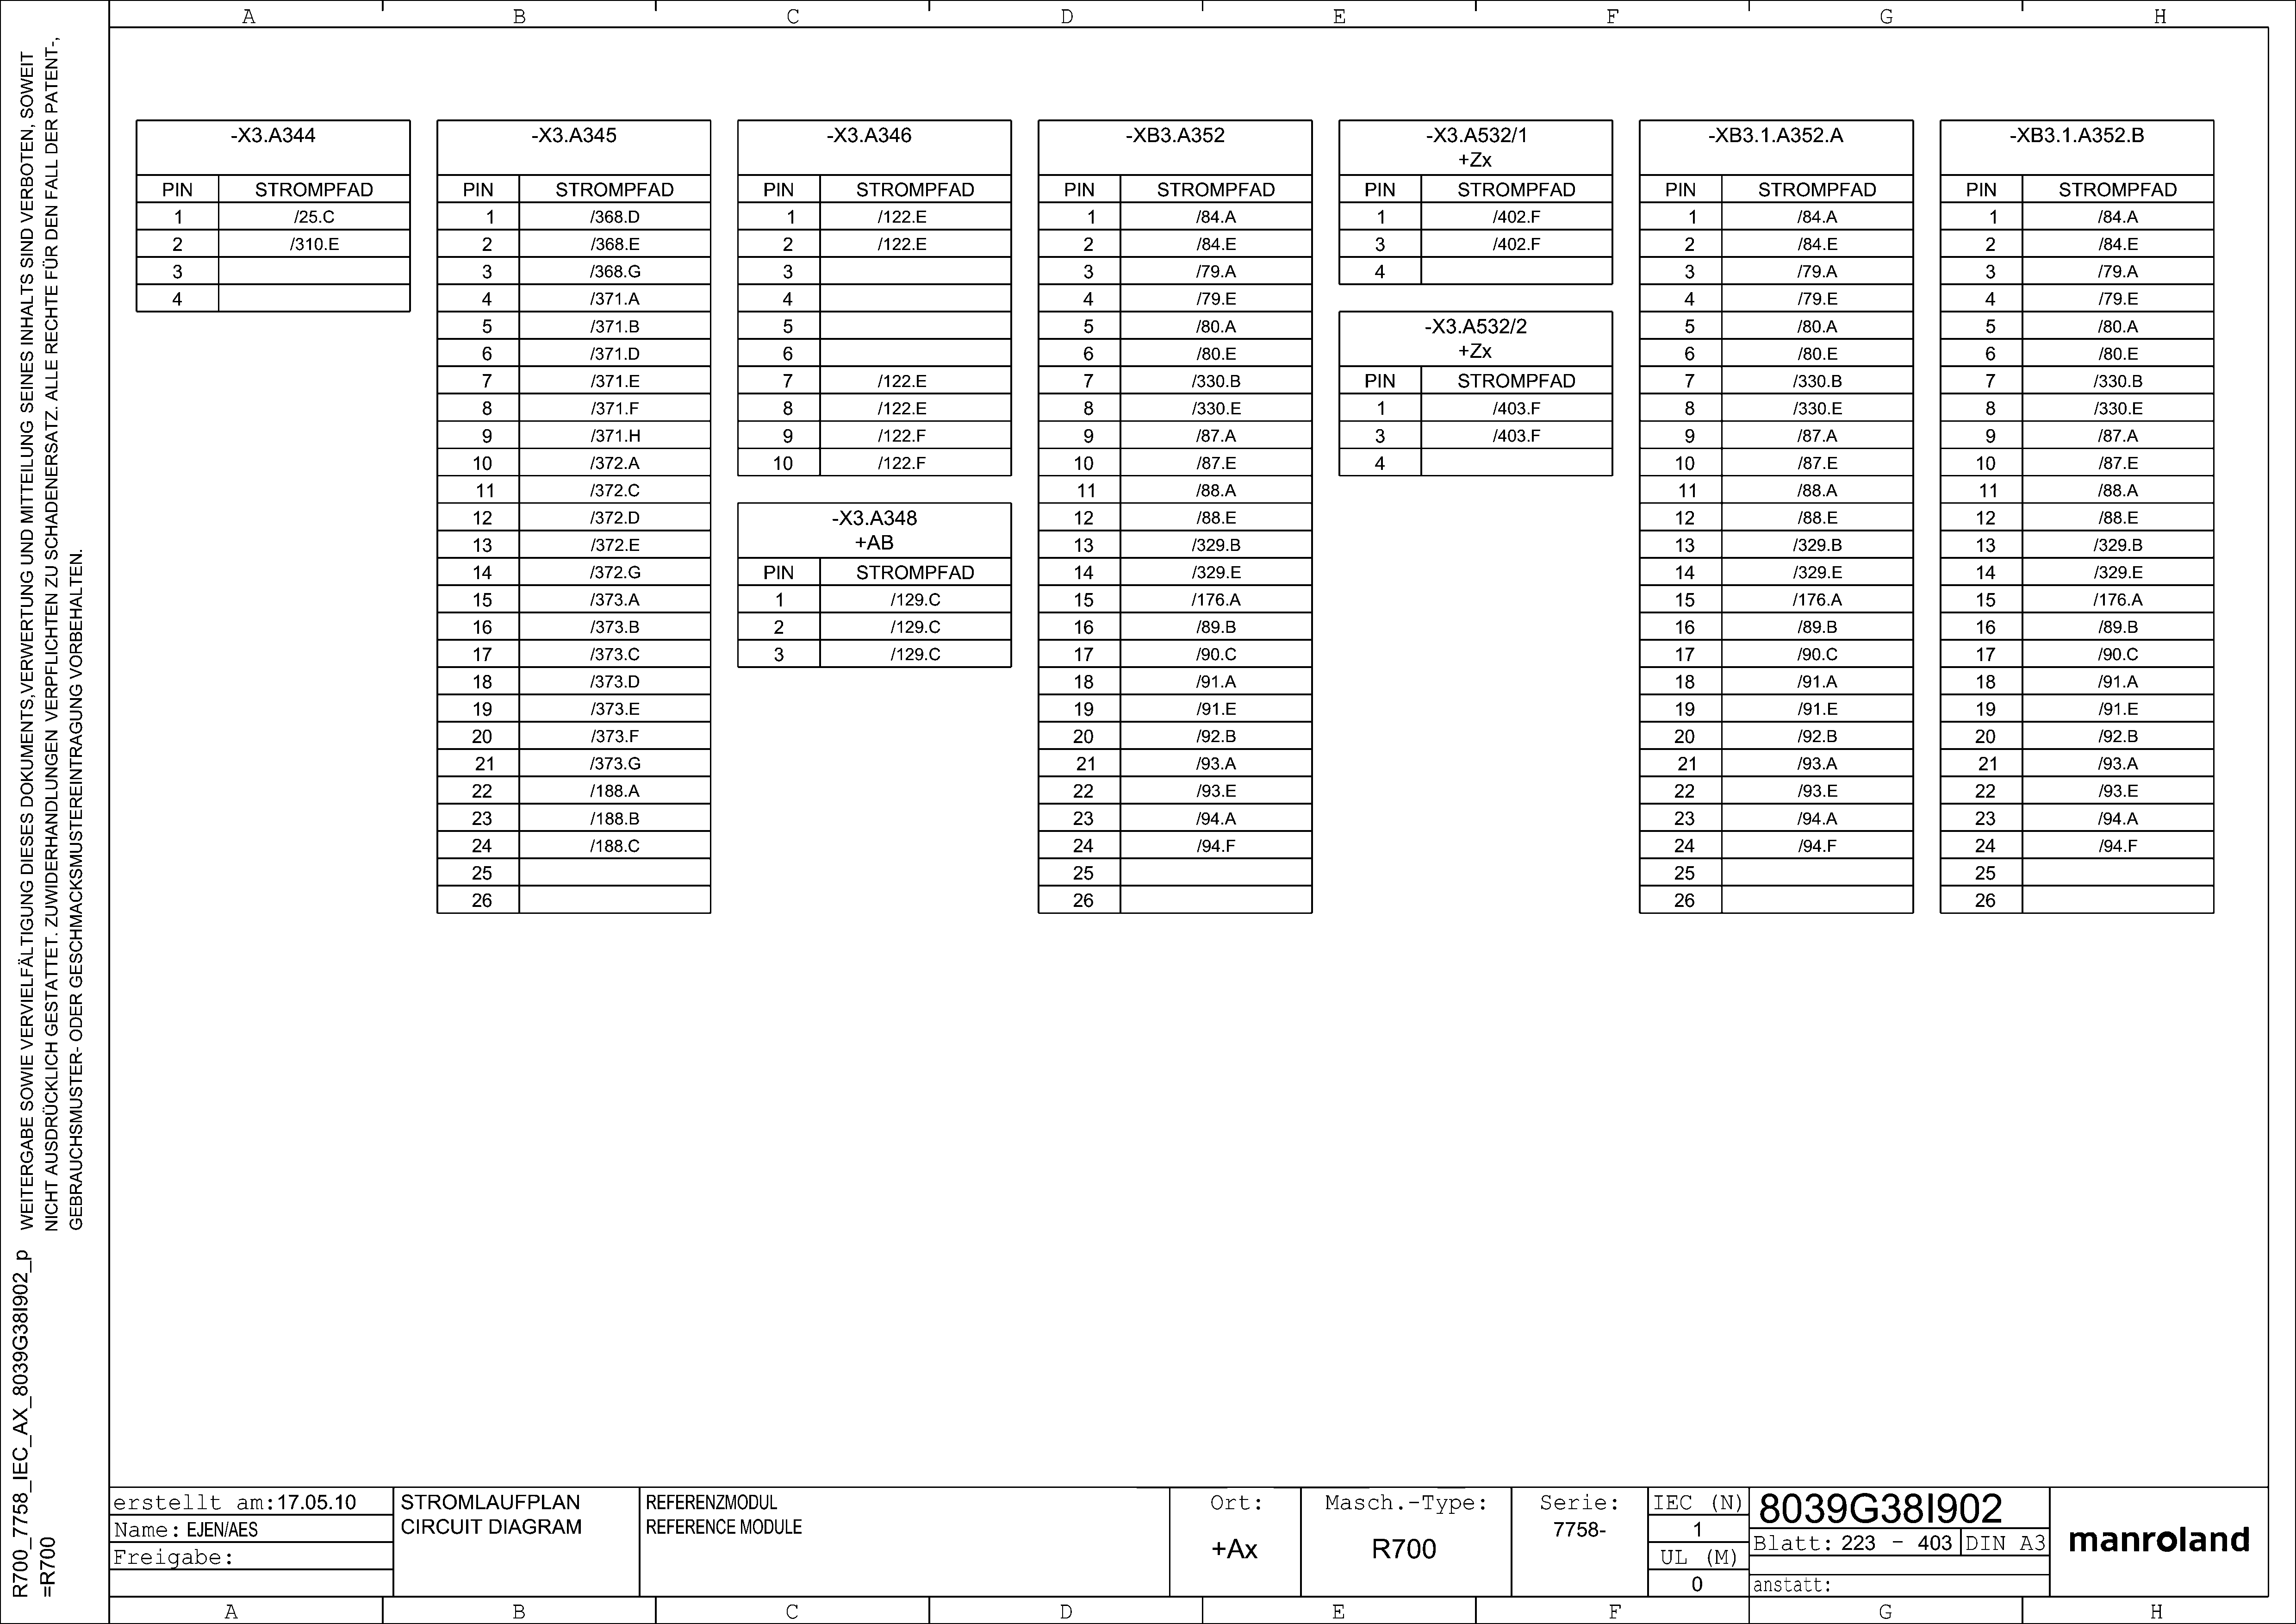 A B C D E F G H
WEITERGABE SOWIE VERVIELFÄLTIGUNG DIESES DOKUMENTS,VERWERTUNG UND MITTEILUNG SEINES INHALTS SIND VERBOTEN, SOWEIT
NICHT AUSDRÜCKLICH GESTATTET. ZUWIDERHANDLUNGEN VERPFLICHTEN ZU SCHADENERSATZ. ALLE RECHTE FÜR DEN FALL DER PATENT-,
GEBRAUCHSMUSTER- ODER GESCHMACKSMUSTEREINTRAGUNG VORBEHALTEN.
R700_7758_IEC_AX_8039G38I902_p
=R700
-X3.A344
PIN STROMPFAD
1 /25.C
2 /310.E
3
4
-X3.A345
PIN STROMPFAD
1 /368.D
2 /368.E
3 /368.G
4 /371.A
5 /371.B
6 /371.D
7 /371.E
8 /371.F
9 /371.H
10 /372.A
11 /372.C
12 /372.D
13 /372.E
14 /372.G
15 /373.A
16 /373.B
17 /373.C
18 /373.D
19 /373.E
20 /373.F
21 /373.G
22 /188.A
23 /188.B
24 /188.C
25
26
-X3.A346
PIN STROMPFAD
1 /122.E
2 /122.E
3
4
5
6
7 /122.E
8 /122.E
9 /122.F
10 /122.F
-X3.A348
+AB
PIN STROMPFAD
1 /129.C
2 /129.C
3 /129.C
-XB3.A352
PIN STROMPFAD
1 /84.A
2 /84.E
3 /79.A
4 /79.E
5 /80.A
6 /80.E
7 /330.B
8 /330.E
9 /87.A
10 /87.E
11 /88.A
12 /88.E
13 /329.B
14 /329.E
15 /176.A
16 /89.B
17 /90.C
18 /91.A
19 /91.E
20 /92.B
21 /93.A
22 /93.E
23 /94.A
24 /94.F
25
26
-X3.A532/1
+Zx
PIN STROMPFAD
1 /402.F
3 /402.F
4
-X3.A532/2
+Zx
PIN STROMPFAD
1 /403.F
3 /403.F
4
-XB3.1.A352.A
PIN STROMPFAD
1 /84.A
2 /84.E
3 /79.A
4 /79.E
5 /80.A
6 /80.E
7 /330.B
8 /330.E
9 /87.A
10 /87.E
11 /88.A
12 /88.E
13 /329.B
14 /329.E
15 /176.A
16 /89.B
17 /90.C
18 /91.A
19 /91.E
20 /92.B
21 /93.A
22 /93.E
23 /94.A
24 /94.F
25
26
-XB3.1.A352.B
PIN STROMPFAD
1 /84.A
2 /84.E
3 /79.A
4 /79.E
5 /80.A
6 /80.E
7 /330.B
8 /330.E
9 /87.A
10 /87.E
11 /88.A
12 /88.E
13 /329.B
14 /329.E
15 /176.A
16 /89.B
17 /90.C
18 /91.A
19 /91.E
20 /92.B
21 /93.A
22 /93.E
23 /94.A
24 /94.F
25
26
erstellt am:17.05.10
Name: EJEN/AES
Freigabe:
STROMLAUFPLAN
CIRCUIT DIAGRAM
REFERENZMODUL
REFERENCE MODULE
Ort:
+Ax
Masch.-Type:
R700
Serie:
7758-
IEC (N)
1
UL (M)
0
8039G38I902
Blatt: 223 - 403 DIN A3
anstatt:
manroland
A B C D E F G H